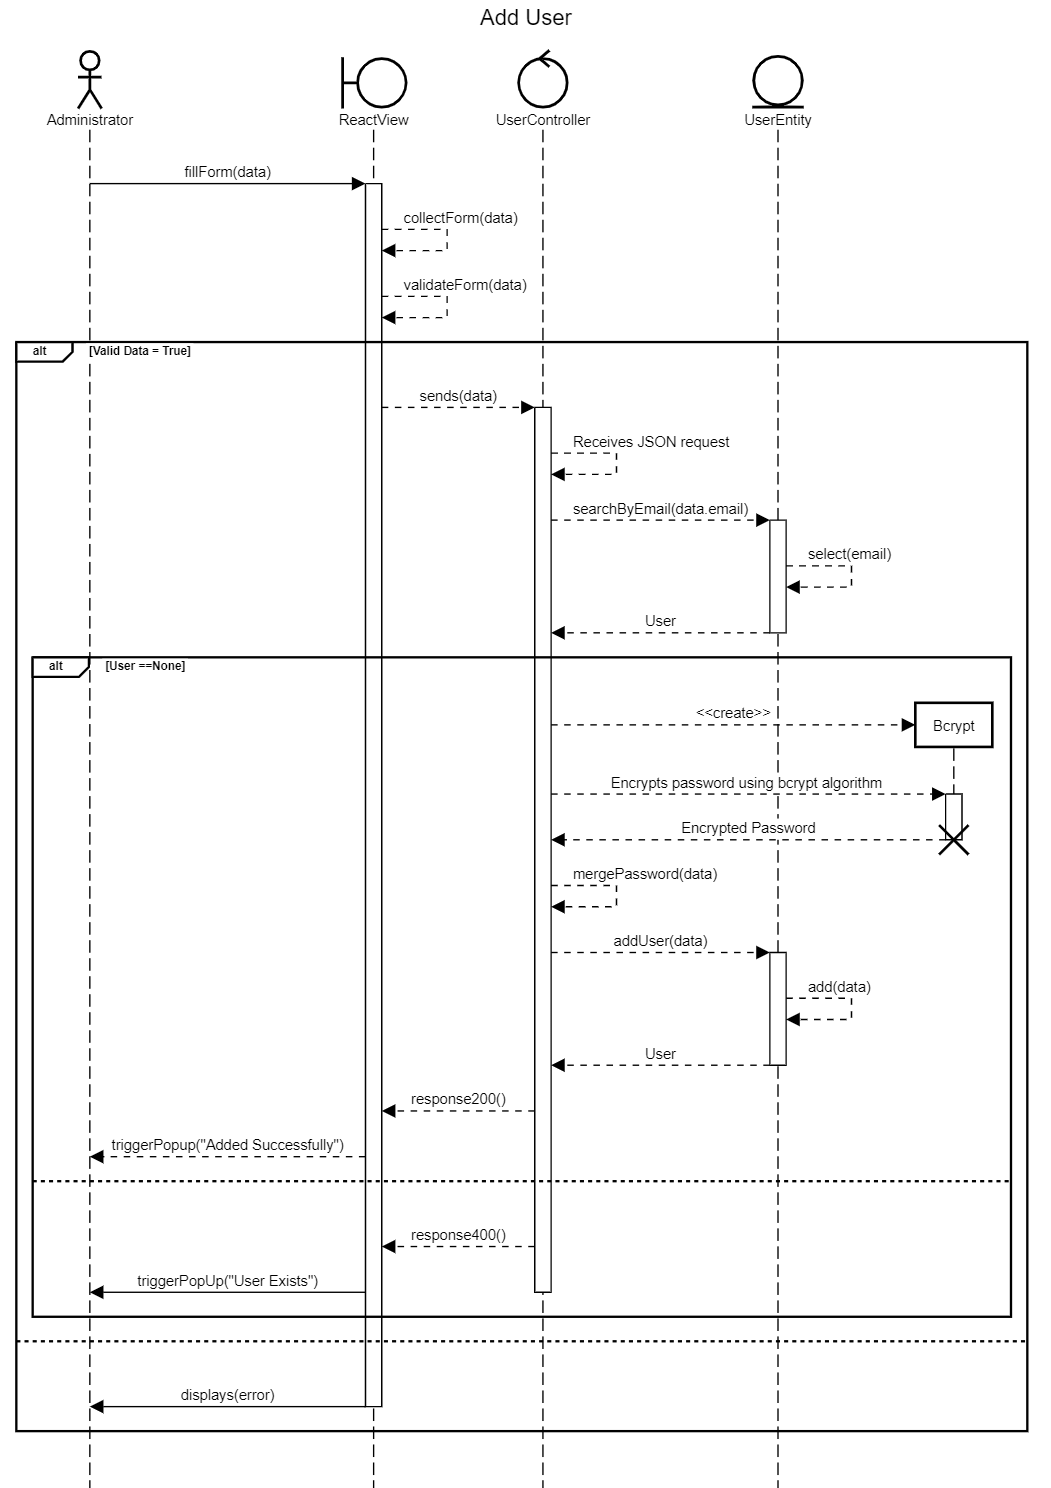 Add User
Administrator
ReactView
UserController
UserEntity
fillForm(data)
collectForm(data)
validateForm(data)
alt
[Valid Data = True]
sends(data)
Receives JSON request
searchByEmail(data.email)
select(email)
User
alt
[User ==None]
<<create>>
Bcrypt
Encrypts password using bcrypt algorithm
Encrypted Password
mergePassword(data)
addUser(data)
add(data)
User
response200()
triggerPopup("Added Successfully")
response400()
triggerPopUp("User Exists")
displays(error)